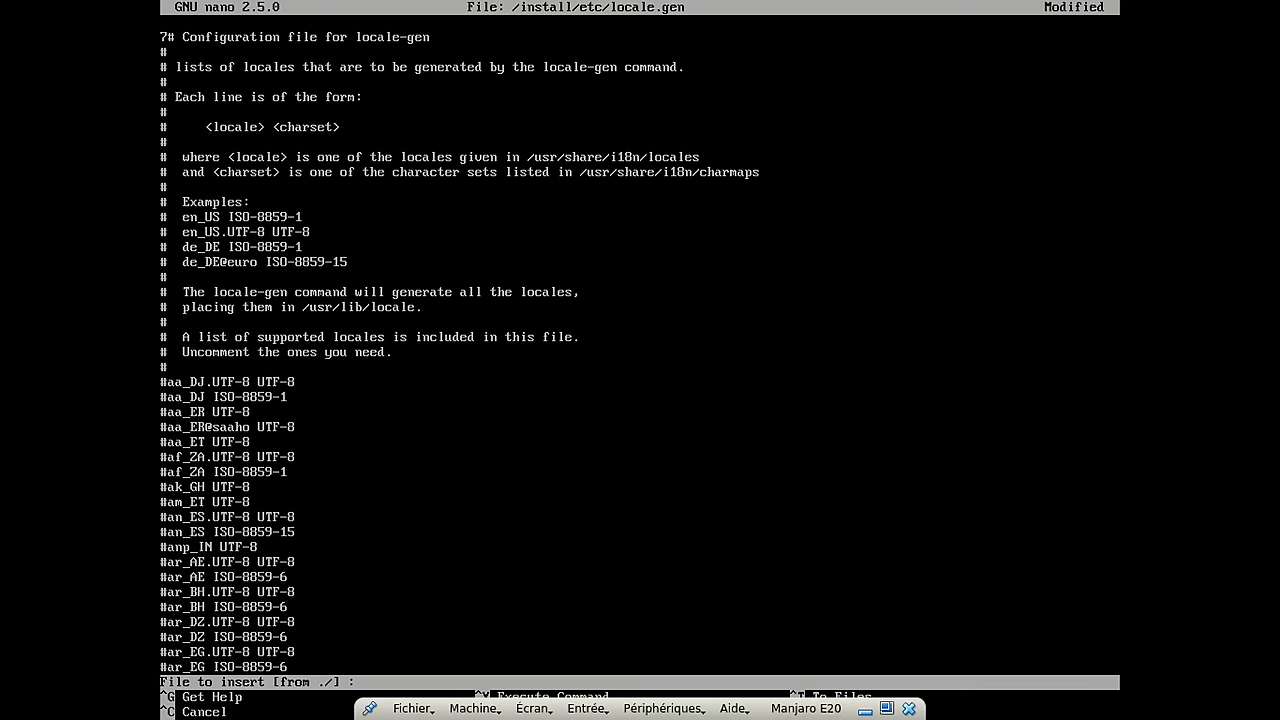 GNU nano 2.5.0 File: /install/etc/locale.gen Modified
7# Configuration file for locale-gen
#
# lists of locales that are to be generated by the locale-gen command.
#
# Each line is of the form:
#
#     <locale> <charset>
#
#  where <locale> is one of the locales given in /usr/share/i18n/locales
#  and <charset> is one of the character sets listed in /usr/share/i18n/charmaps
#
#  Examples:
#  en_US ISO-8859-1
#  en_US.UTF-8 UTF-8
#  de_DE ISO-8859-1
#  de_DE@euro ISO-8859-15
#
#  The locale-gen command will generate all the locales,
#  placing them in /usr/lib/locale.
#
#  A list of supported locales is included in this file.
#  Uncomment the ones you need.
#
#aa_DJ.UTF-8 UTF-8
#aa_DJ ISO-8859-1
#aa_ER UTF-8
#aa_ER@saaho UTF-8
#aa_ET UTF-8
#af_ZA.UTF-8 UTF-8
#af_ZA ISO-8859-1
#ak_GH UTF-8
#am_ET UTF-8
#an_ES.UTF-8 UTF-8
#an_ES ISO-8859-15
#anp_IN UTF-8
#ar_AE.UTF-8 UTF-8
#ar_AE ISO-8859-6
#ar_BH.UTF-8 UTF-8
#ar_BH ISO-8859-6
#ar_DZ.UTF-8 UTF-8
#ar_DZ ISO-8859-6
#ar_EG.UTF-8 UTF-8
#ar_EG ISO-8859-6
File to insert [from ./] :
^G Get Help ^X Execute Command ^T To Files
^C Cancel
Fichier Machine Écran Entrée Périphériques Aide Manjaro E20